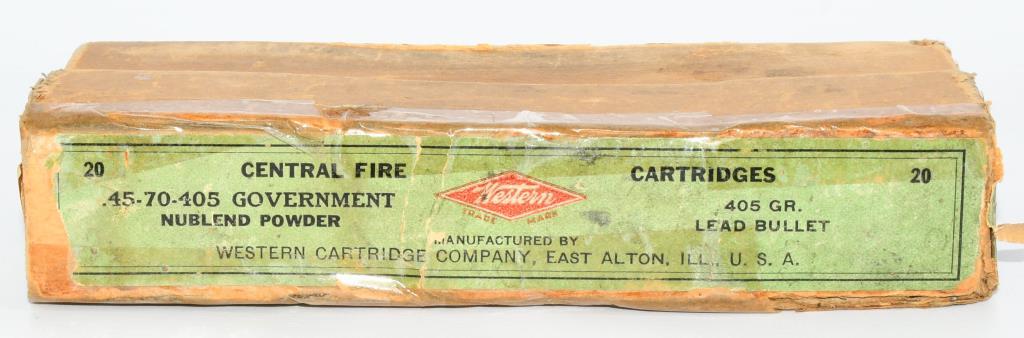 20 CENTRAL FIRE CARTRIDGES 20
.45-70-405 GOVERNMENT Western 405 GR.
NUBLEND POWDER TRADE MARK LEAD BULLET
MANUFACTURED BY
WESTERN CARTRIDGE COMPANY, EAST ALTON, ILL., U. S. A.